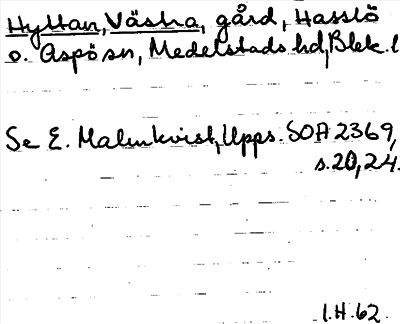 Hyttan, Västra, gård, Hasslö
o. Aspö sn, Medelstads hd, Blek. l
Se E. Malmkvist, Upps. SOA 2369,
s. 20, 24.
I.H. 62